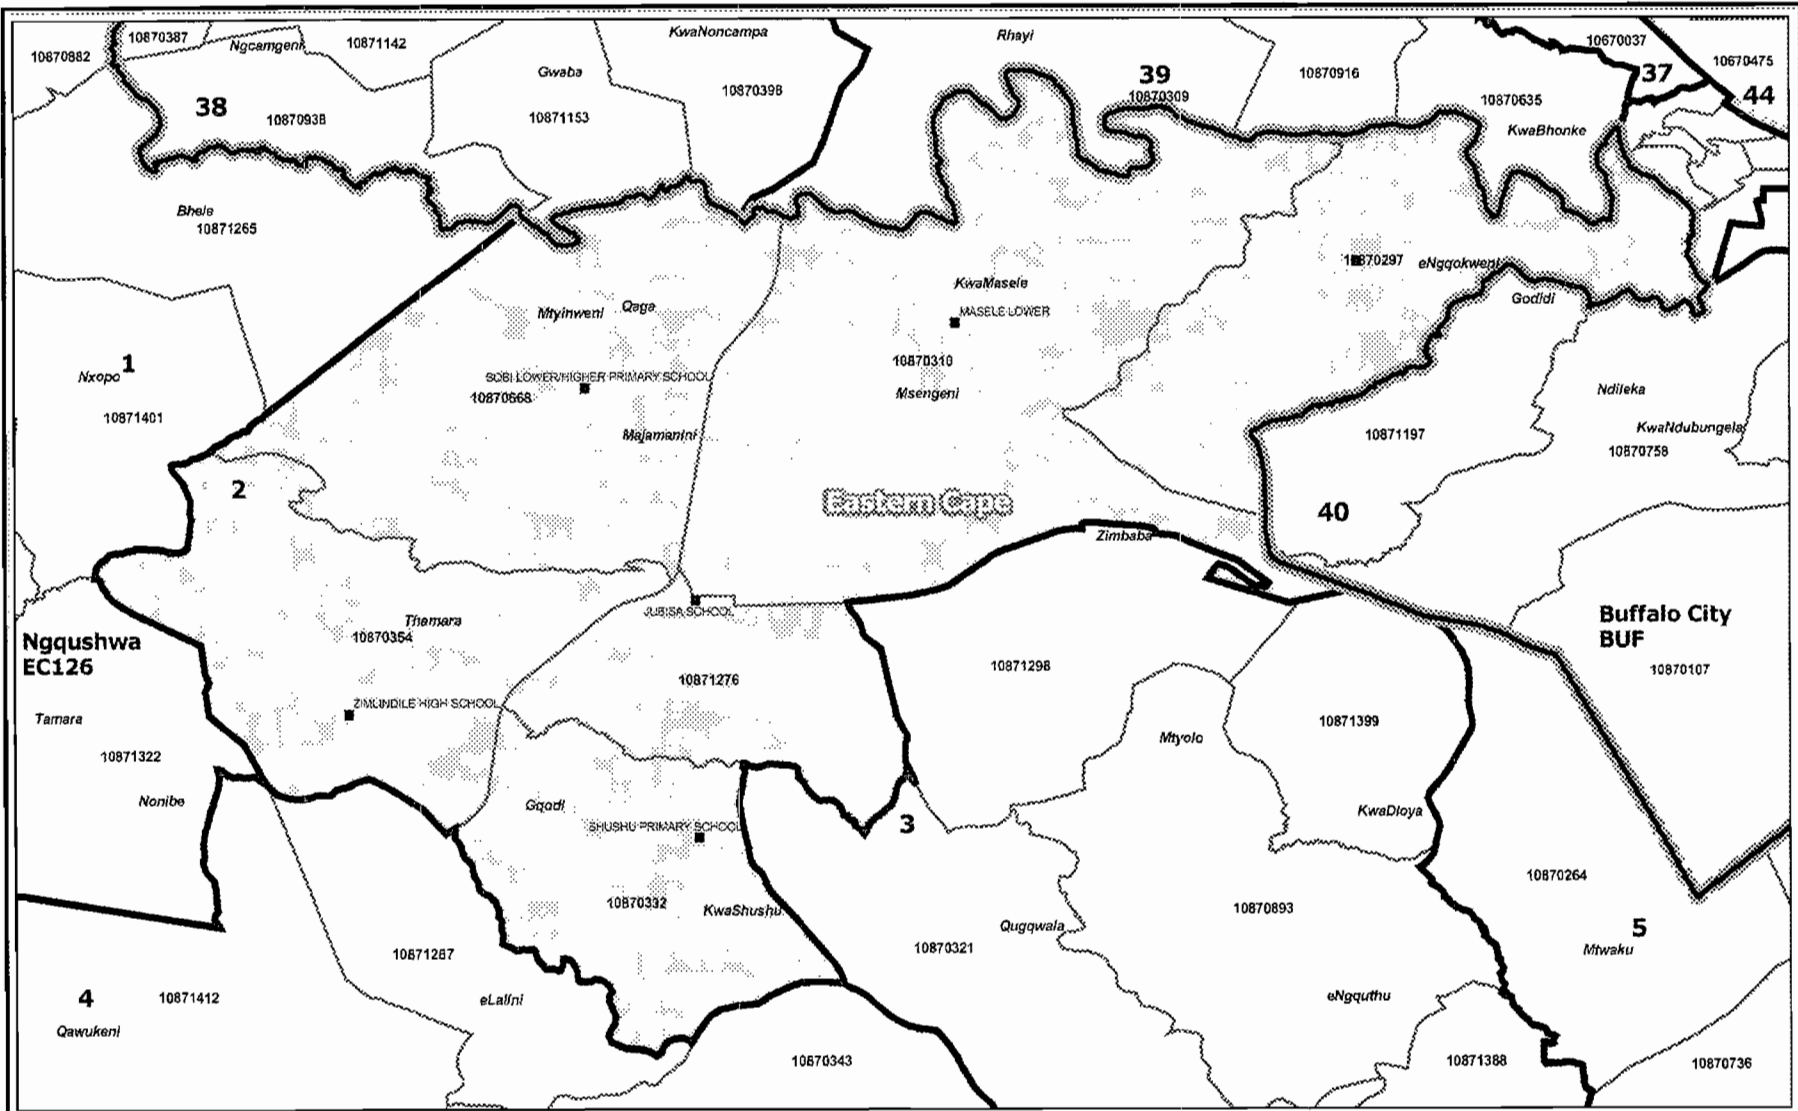 10870882
10870387
Ngcamgeni
10871142
KwaNoncampa
Rhayi
10670037
10670475
Gwaba
10870398
39
10870309
10870916
37
44
38
10870938
10871153
10870635
KwaBhonke
Bhele
10871265
10870297
eNgqokweni
Godidi
KwaMasele
MASELE LOWER
Mtyinweni
Qaga
1
Nxopo
10871401
SOBI LOWER/HIGHER PRIMARY SCHOOL
10870668
10870310
Msengeni
Majamanini
Ndileka
KwaNdubungela
10870758
10871197
2
Eastern Cape
40
Zimbaba
JUBISA SCHOOL
Thamara
10870354
Ngqushwa
EC126
Buffalo City
BUF
10870107
10871298
10871276
ZIMLINDILE HIGH SCHOOL
Tamara
10871322
10871399
Mtyolo
Nonibe
Gqodi
SHUSHU PRIMARY SCHOOL
3
KwaDloya
10870332
KwaShushu
10870264
10870893
Qugqwala
10870321
5
Mtwaku
10871287
eLalini
4
10871412
Qawukeni
eNgquthu
10870343
10871388
10870736